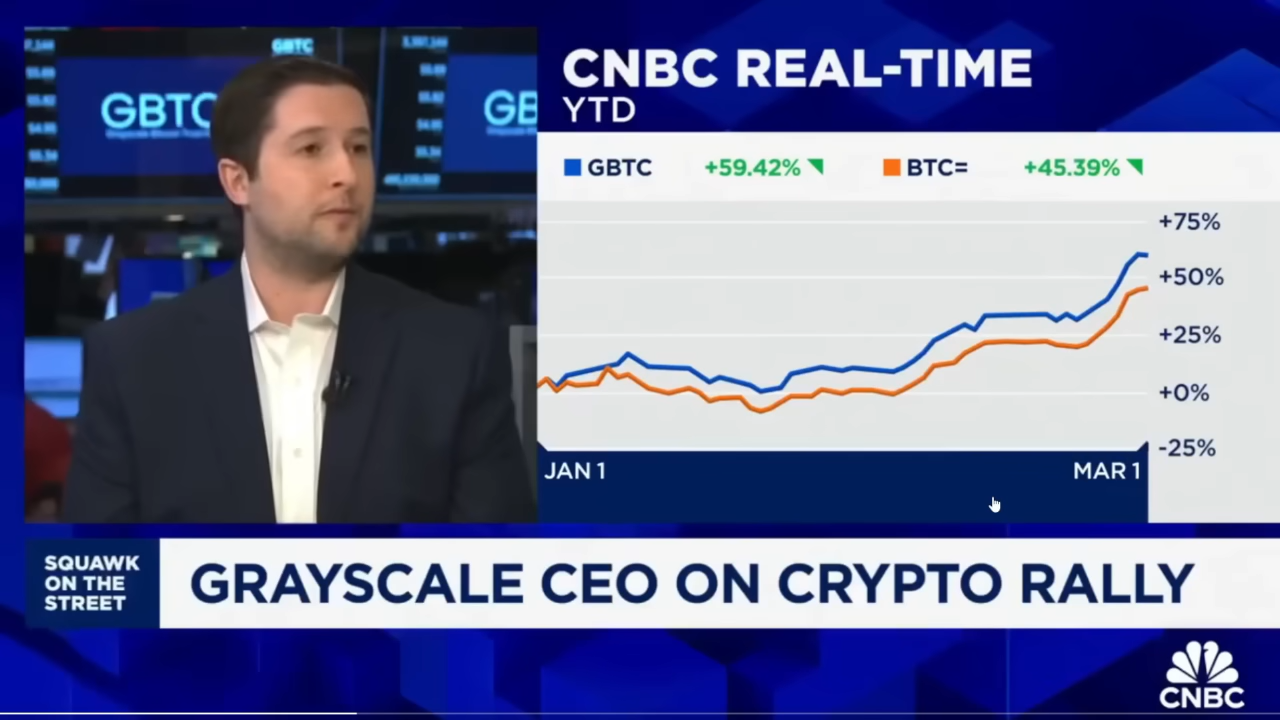 GBTC
GBTC
GB
CNBC REAL-TIME
YTD
GBTC +59.42% BTC= +45.39%
+75%
+50%
+25%
+0%
-25%
JAN 1 MAR 1
SQUAWK
ON THE
STREET
GRAYSCALE CEO ON CRYPTO RALLY
CNBC